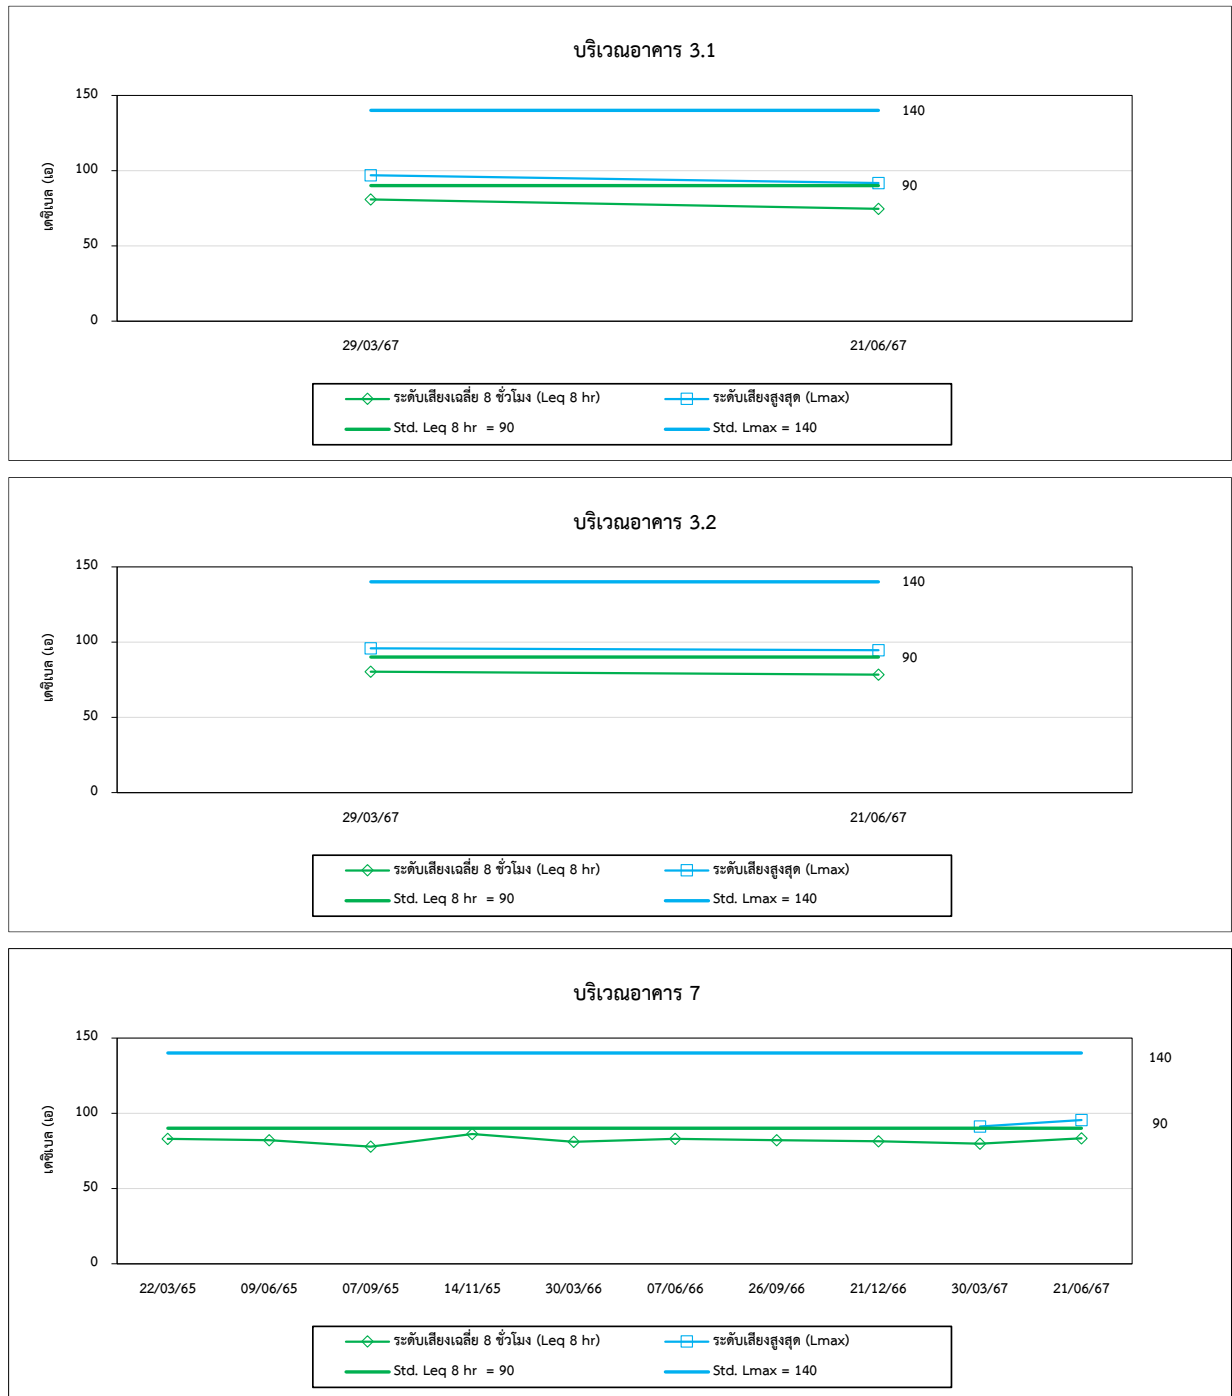 บริเวณอาคาร 3.1
150
140
100
90
50
0
เดซิเบล (เอ)
29/03/67 21/06/67
ระดับเสียงเฉลี่ย 8 ชั่วโมง (Leq 8 hr) ระดับเสียงสูงสุด (Lmax)
Std. Leq 8 hr = 90 Std. Lmax = 140
บริเวณอาคาร 3.2
150
140
100
90
50
0
เดซิเบล (เอ)
29/03/67 21/06/67
ระดับเสียงเฉลี่ย 8 ชั่วโมง (Leq 8 hr) ระดับเสียงสูงสุด (Lmax)
Std. Leq 8 hr = 90 Std. Lmax = 140
บริเวณอาคาร 7
150
140
100
90
50
0
เดซิเบล (เอ)
22/03/65 09/06/65 07/09/65 14/11/65 30/03/66 07/06/66 26/09/66 21/12/66 30/03/67 21/06/67
ระดับเสียงเฉลี่ย 8 ชั่วโมง (Leq 8 hr) ระดับเสียงสูงสุด (Lmax)
Std. Leq 8 hr = 90 Std. Lmax = 140